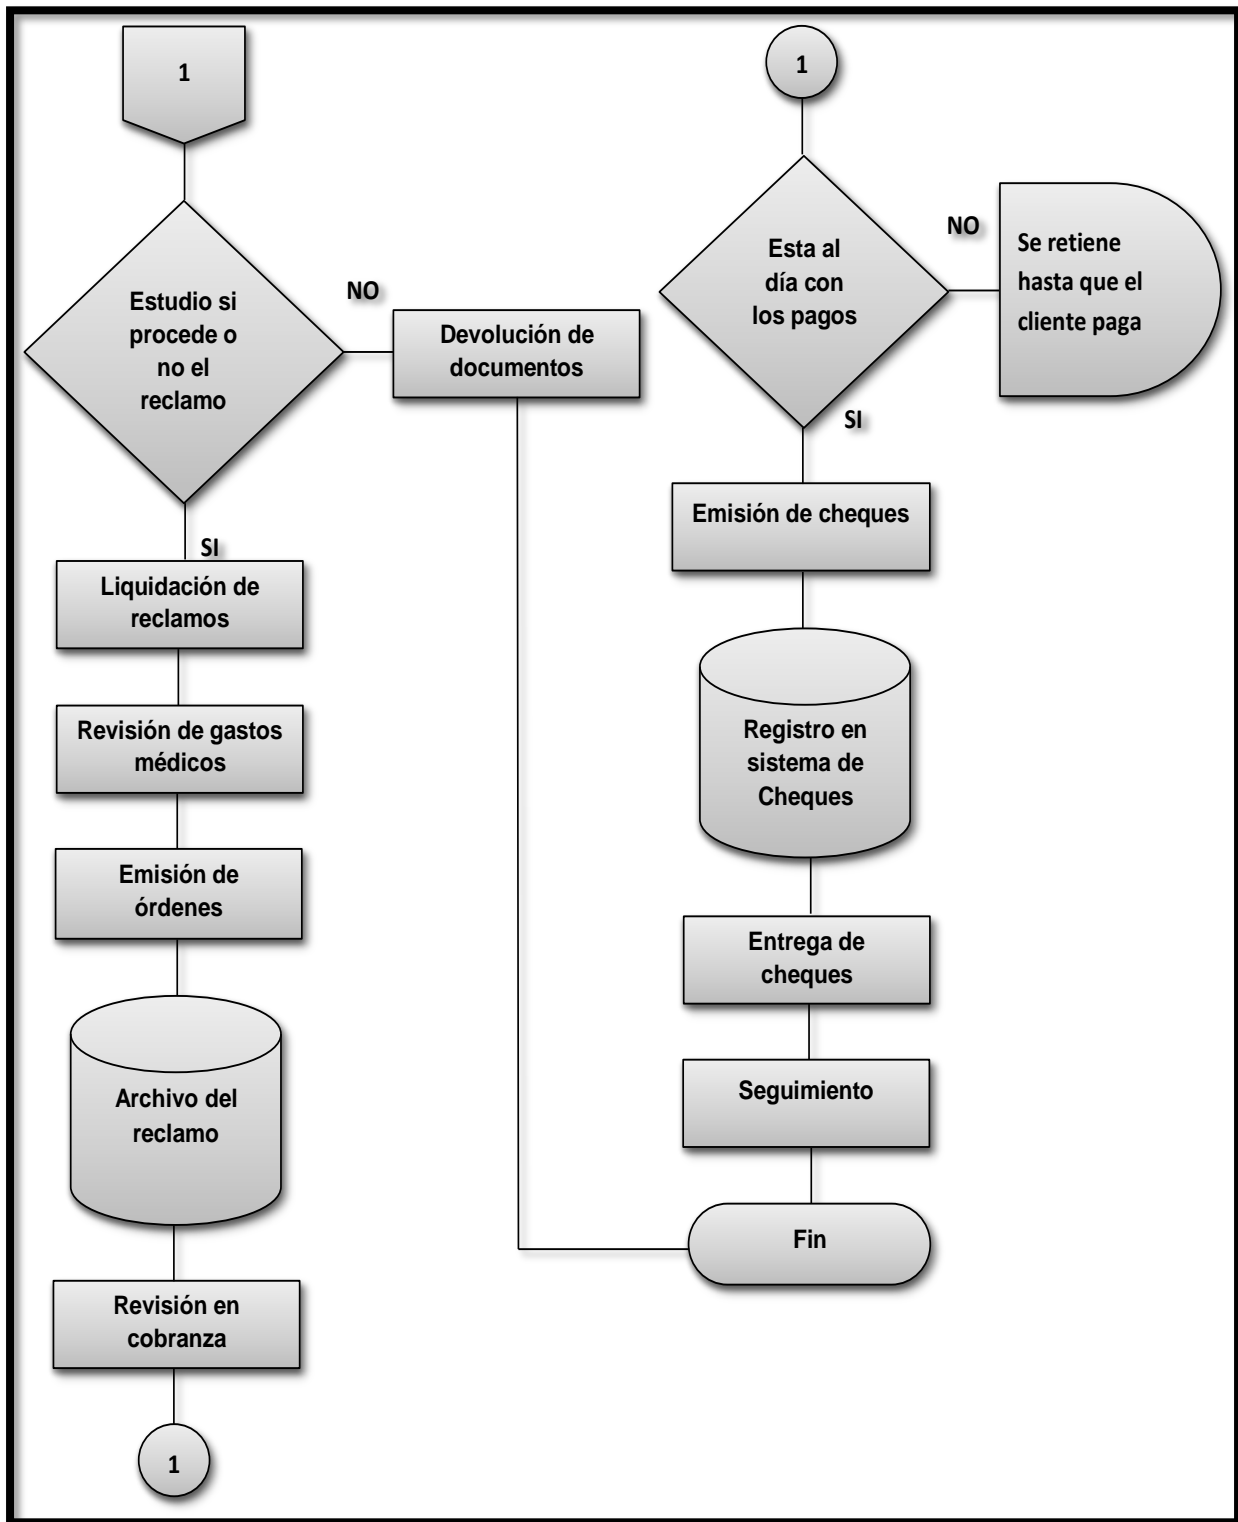 1
Estudio si
procede o
no el
reclamo
NO
Devolución de
documentos
SI
Liquidación de
reclamos
Revisión de gastos
médicos
Emisión de
órdenes
Archivo del
reclamo
Revisión en
cobranza
1
1
Esta al
día con
los pagos
NO
Se retiene
hasta que el
cliente paga
SI
Emisión de cheques
Registro en
sistema de
Cheques
Entrega de
cheques
Seguimiento
Fin